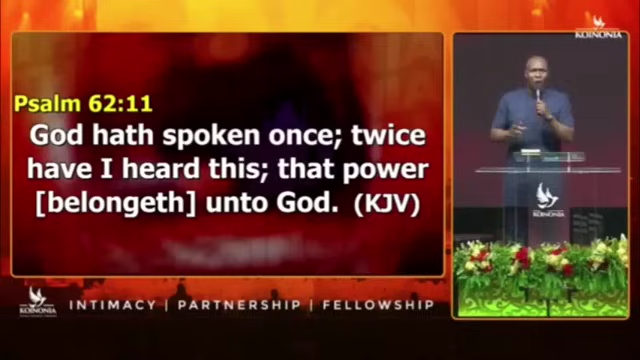 Psalm 62:11
God hath spoken once; twice
have I heard this; that power
[belongeth] unto God. (KJV)
KOINONIA
KOINONIA
KOINONIA
INTIMACY | PARTNERSHIP | FELLOWSHIP